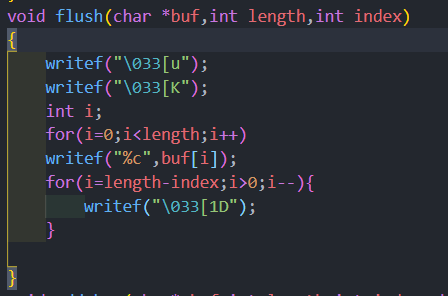 void flush(char *buf,int length,int index)
{
    writef("\033[u");
    writef("\033[K");
    int i;
    for(i=0;i<length;i++)
    writef("%c",buf[i]);
    for(i=length-index;i>0;i--){
        writef("\033[1D");
    }

}